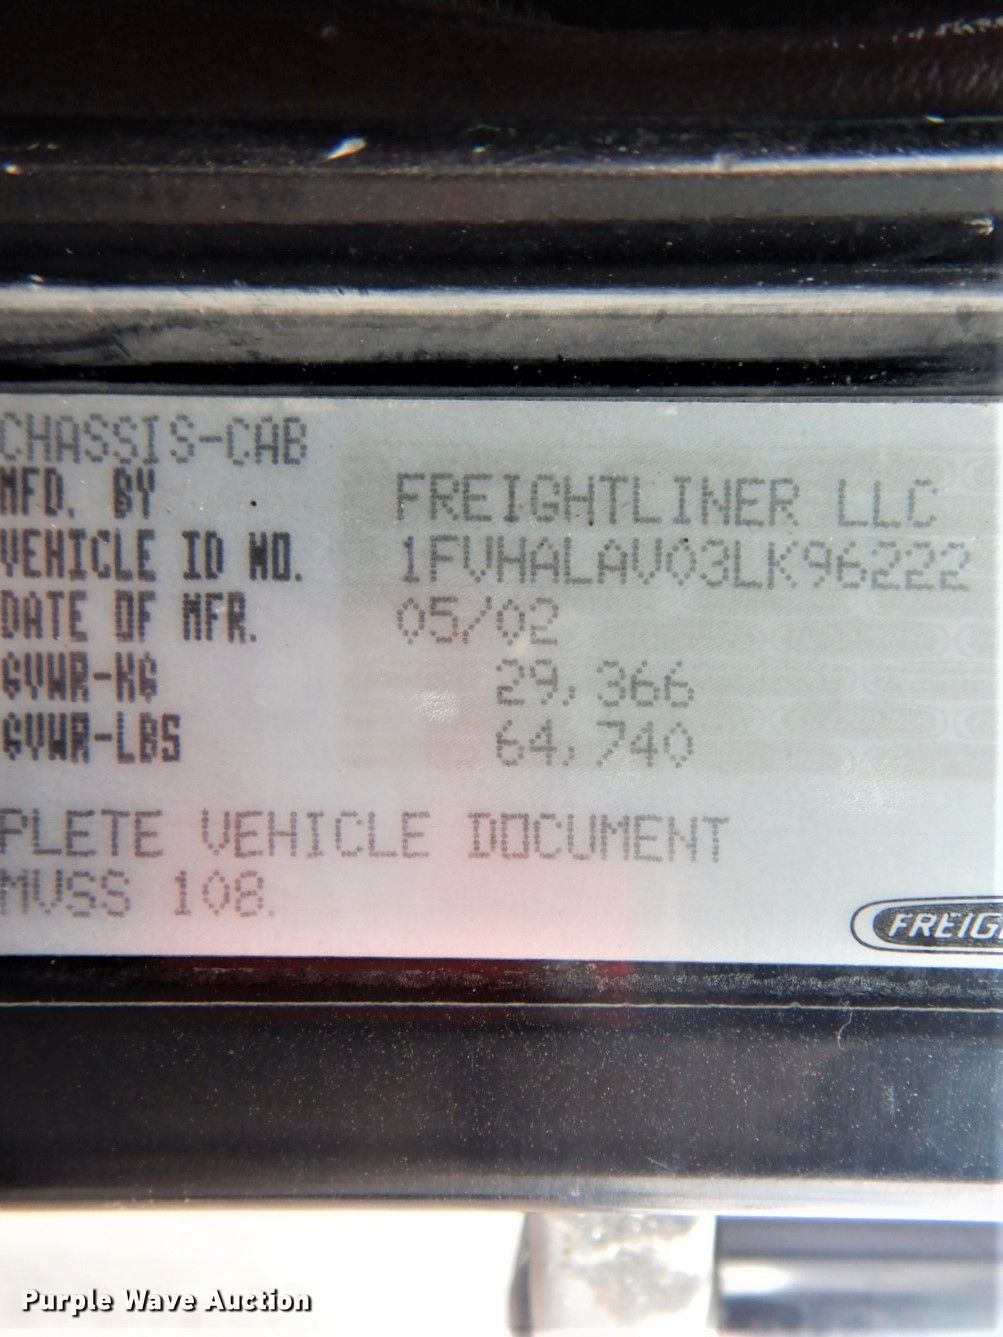 CHASSIS-CAB
MFD. BY FREIGHTLINER LLC
VEHICLE ID NO. 1FVHALAV03LK96222
DATE OF MFR. 05/02
GVWR-KG 29,366
GVWR-LBS 64,740
PLETE VEHICLE DOCUMENT
MVSS 108.
FREIG
Purple Wave Auction